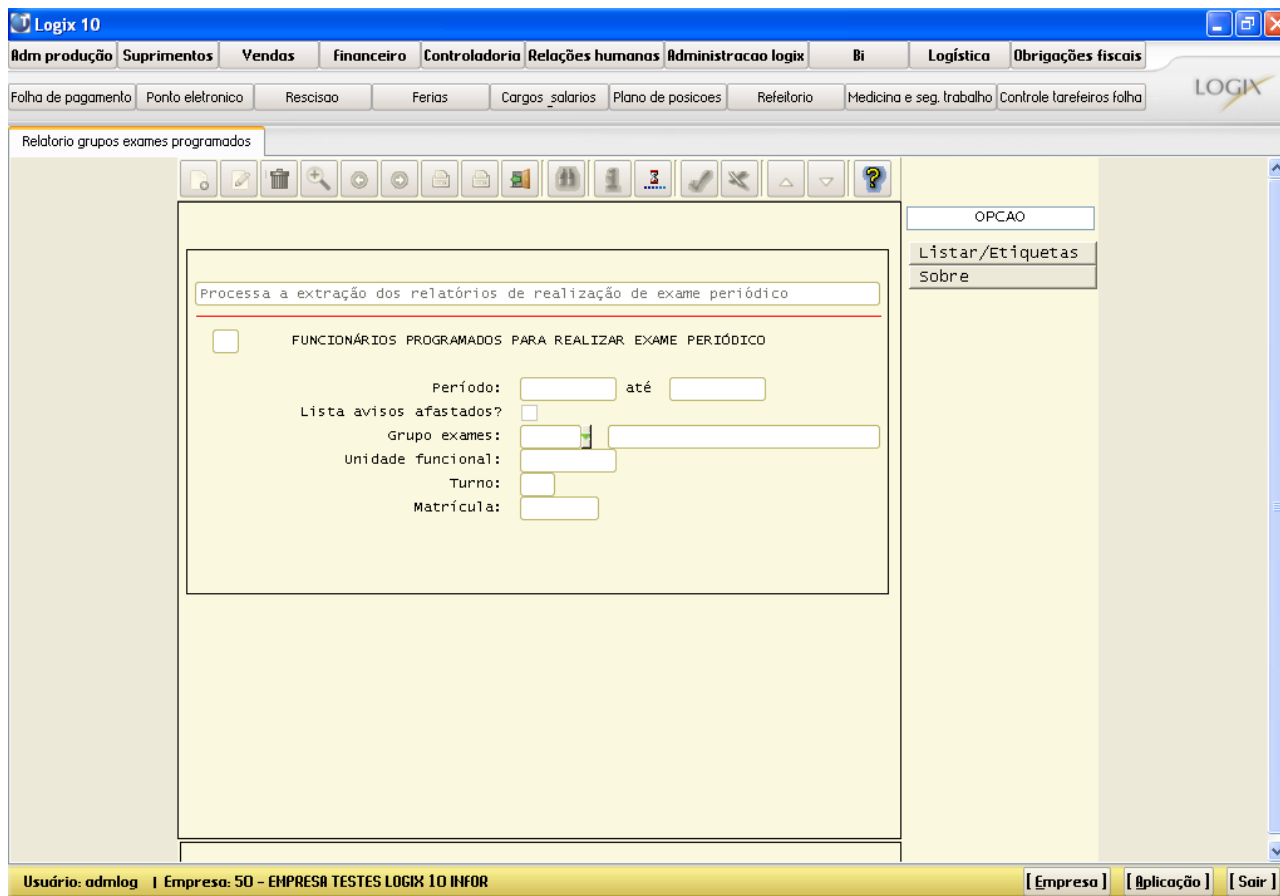 Logix 10
Adm produção Suprimentos Vendas Financeiro Controladoria Relações humanas Administracao logix Bi Logística Obrigações fiscais
LOGIX
Folha de pagamento Ponto eletronico Rescisao Ferias Cargos_salarios Plano de posicoes Refeitorio Medicina e seg. trabalho Controle tarefeiros folha
Relatorio grupos exames programados
OPCAO
Listar/Etiquetas
Sobre
Processa a extração dos relatórios de realização de exame periódico
FUNCIONÁRIOS PROGRAMADOS PARA REALIZAR EXAME PERIÓDICO
Período: até
Lista avisos afastados?
Grupo exames:
Unidade funcional:
Turno:
Matrícula:
Usuário: admlog | Empresa: 50 - EMPRESA TESTES LOGIX 10 INFOR [ Empresa ] [ Aplicação ] [ Sair ]